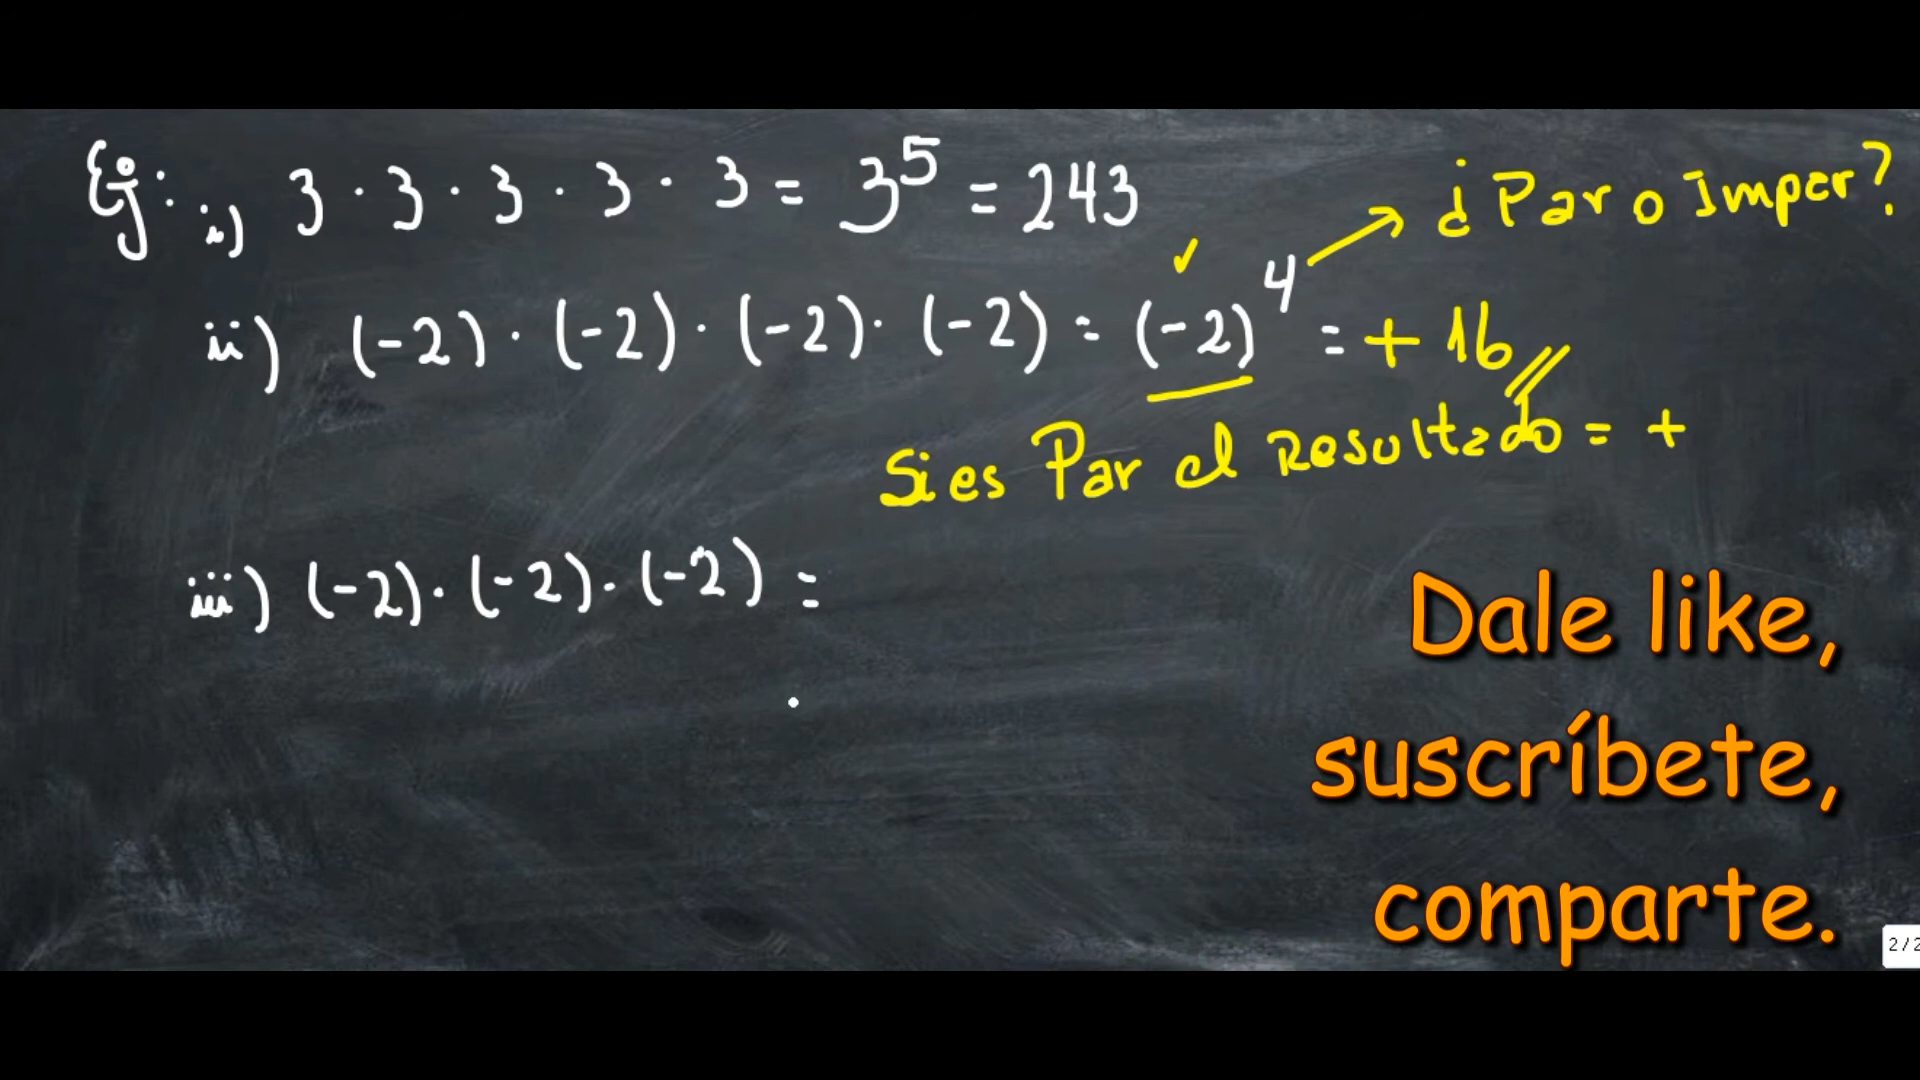 Ej: i) 3 · 3 · 3 · 3 · 3 = 3⁵ = 243
¿Par o Impar?
✓
ii) (-2) · (-2) · (-2) · (-2) = (-2)⁴ = + 16
Si es Par el Resultado = +
iii) (-2) · (-2) · (-2) =
Dale like,
suscríbete,
comparte.
2/2